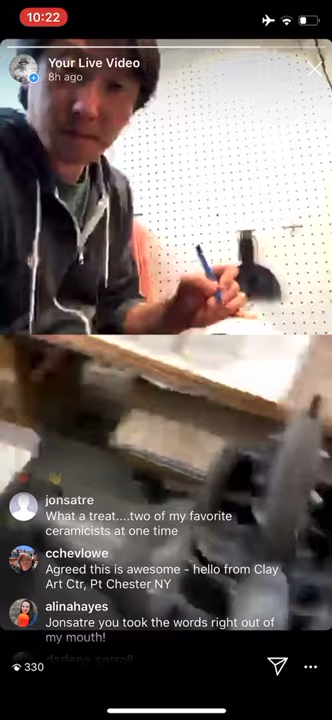 10:22
Your Live Video
8h ago
jonsatre
What a treat....two of my favorite
ceramicists at one time
cchevlowe
Agreed this is awesome - hello from Clay
Art Ctr, Pt Chester NY
alinahayes
Jonsatre you took the words right out of
my mouth!
darlene_carroll
330